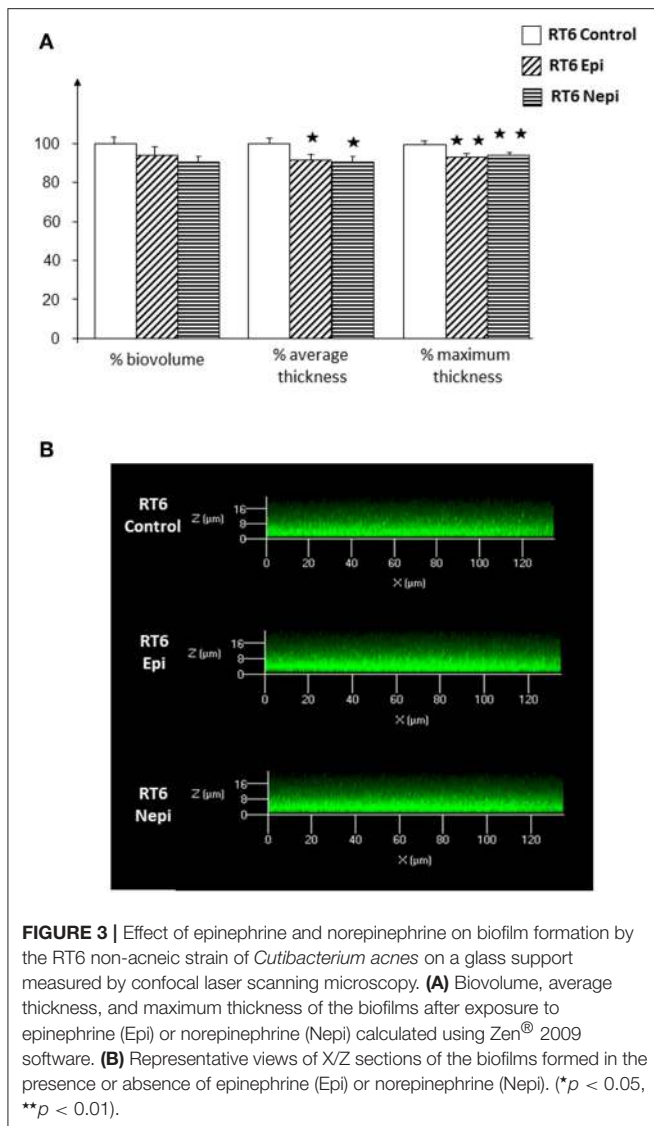 A
RT6 Control
RT6 Epi
RT6 Nepi
★ ★ ★★ ★★
100
80
60
40
20
0
% biovolume
% average
thickness
% maximum
thickness
B
RT6
Control
Z (μm)
16
8
0
0 20 40 60 80 100 120
X (μm)
RT6
Epi
Z (μm)
16
8
0
0 20 40 60 80 100 120
X (μm)
RT6
Nepi
Z (μm)
16
8
0
0 20 40 60 80 100 120
X (μm)
FIGURE 3 | Effect of epinephrine and norepinephrine on biofilm formation by
the RT6 non-acneic strain of Cutibacterium acnes on a glass support
measured by confocal laser scanning microscopy. (A) Biovolume, average
thickness, and maximum thickness of the biofilms after exposure to
epinephrine (Epi) or norepinephrine (Nepi) calculated using Zen® 2009
software. (B) Representative views of X/Z sections of the biofilms formed in the
presence or absence of epinephrine (Epi) or norepinephrine (Nepi). (★p < 0.05,
★★p < 0.01).